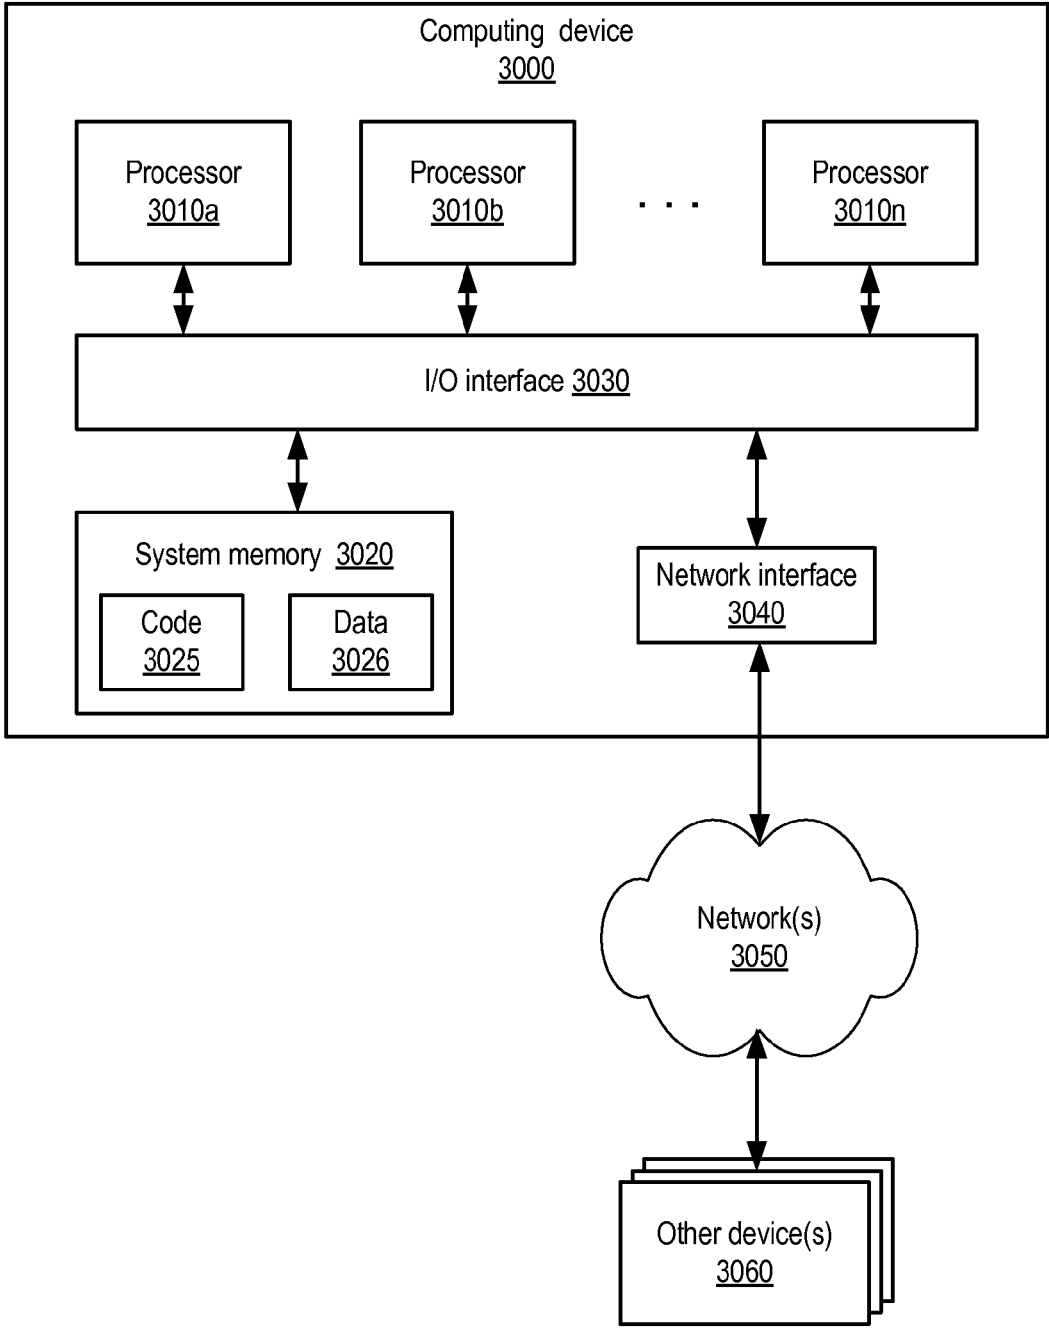 Computing device
3000
Processor
3010a
Processor
3010b
. . .
Processor
3010n
I/O interface 3030
System memory 3020
Code
3025
Data
3026
Network interface
3040
Network(s)
3050
Other device(s)
3060